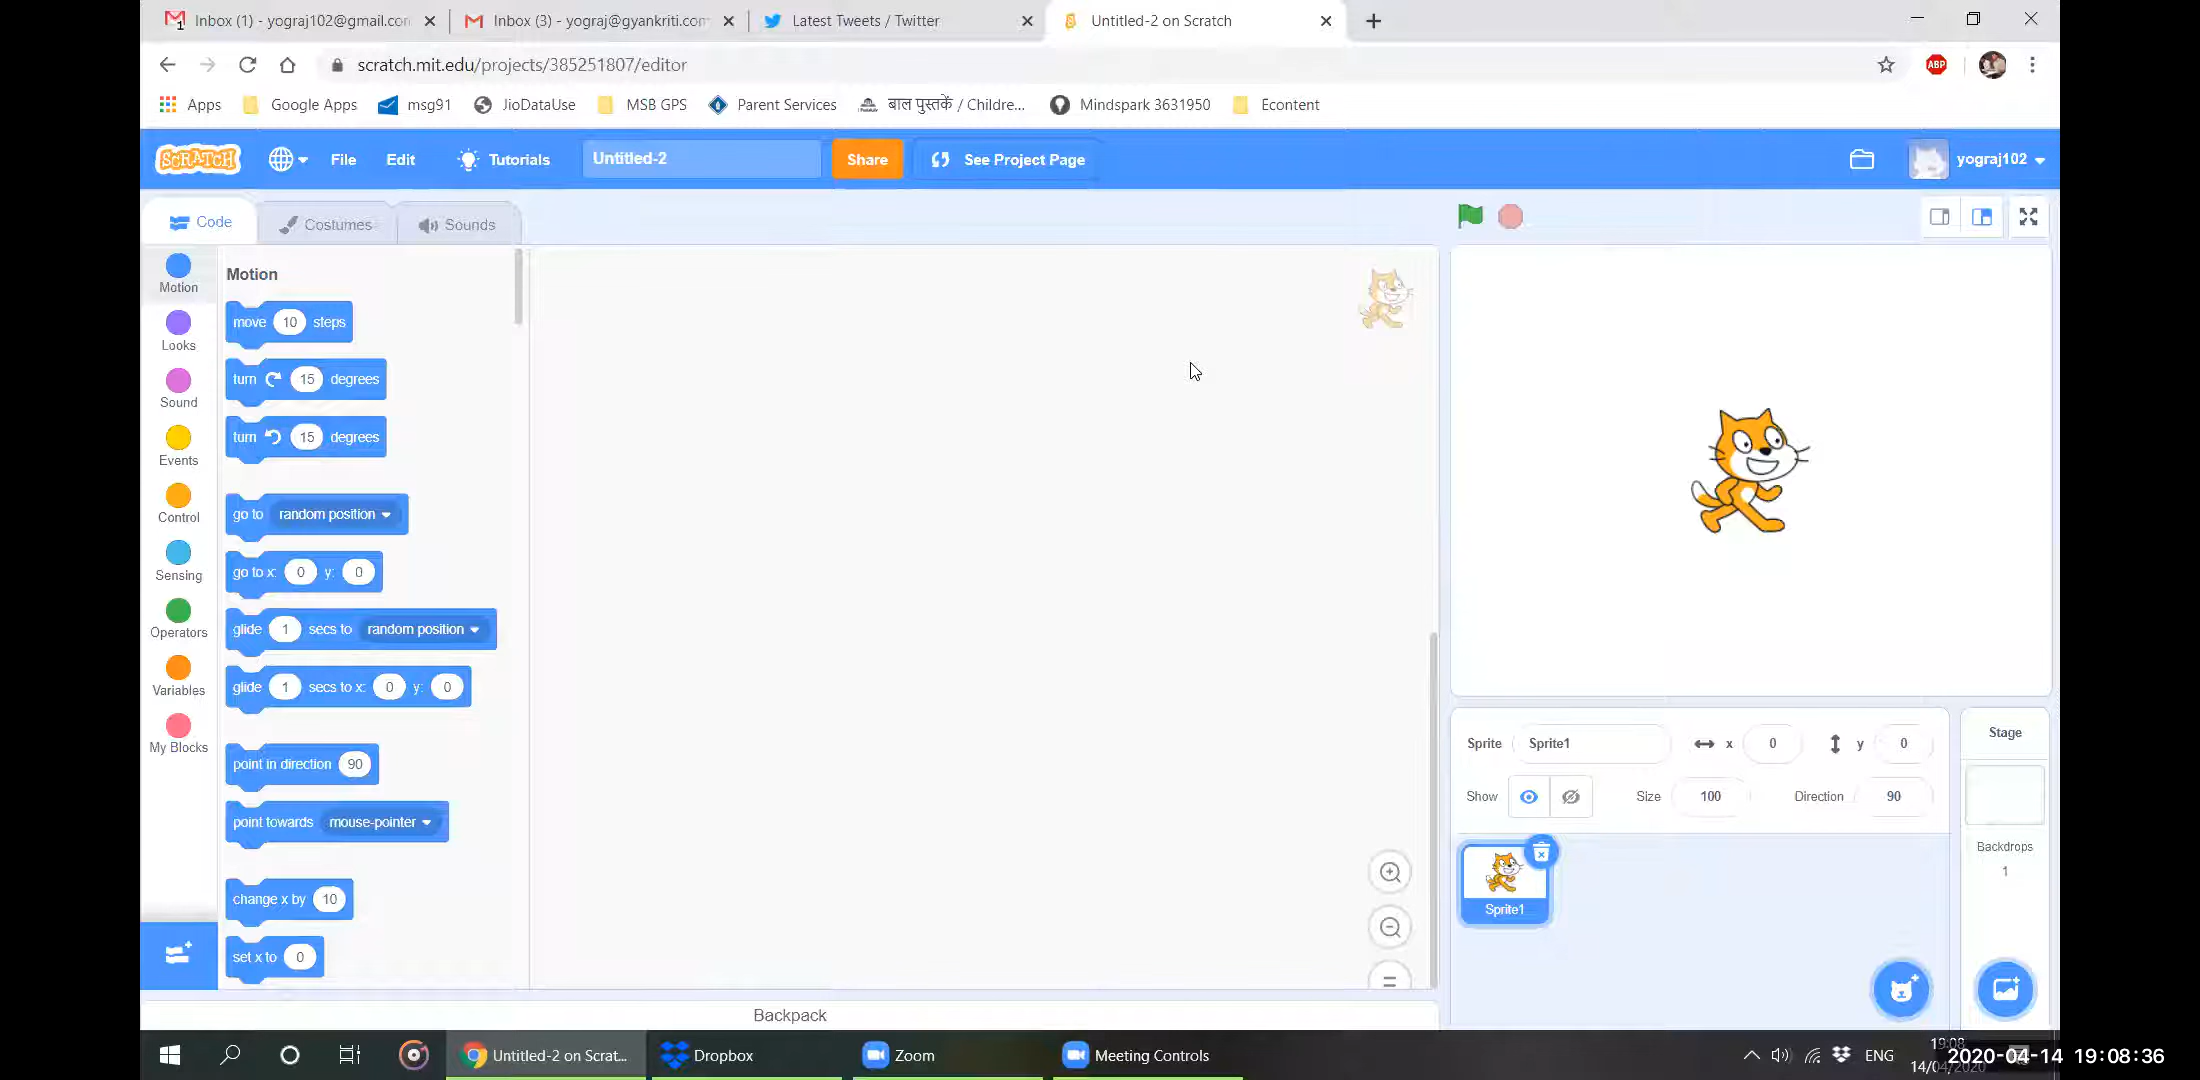 Inbox (1) - yograj102@gmail.com
Inbox (3) - yograj@gyankriti.com
Latest Tweets / Twitter
Untitled-2 on Scratch
scratch.mit.edu/projects/385251807/editor
ABP
Apps
Google Apps
msg91
JioDataUse
MSB GPS
Parent Services
बाल पुस्तकें / Childre...
Mindspark 3631950
Econtent
SCRATCH
File
Edit
Tutorials
Untitled-2
Share
See Project Page
yograj102
Code
Costumes
Sounds
Motion
Looks
Sound
Events
Control
Sensing
Operators
Variables
My Blocks
Motion
move 10 steps
turn 15 degrees
turn 15 degrees
go to random position
go to x: 0 y: 0
glide 1 secs to random position
glide 1 secs to x: 0 y: 0
point in direction 90
point towards mouse-pointer
change x by 10
set x to 0
Sprite Sprite1 x 0 y 0
Show Size 100 Direction 90
Sprite1
Stage
Backdrops
1
Backpack
Untitled-2 on Scrat...
Dropbox
Zoom
Meeting Controls
ENG
19:08
14/04/2020
2020-04-14 19:08:36